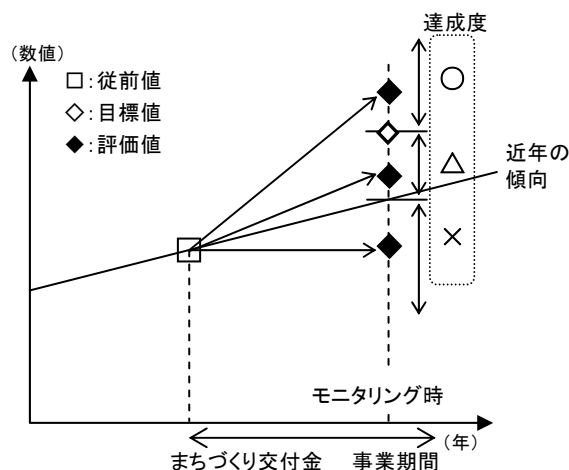 達成度
（数値）
□：従前値
◇：目標値
◆：評価値
○
△
×
近年の
傾向
モニタリング時
（年）
まちづくり交付金　事業期間